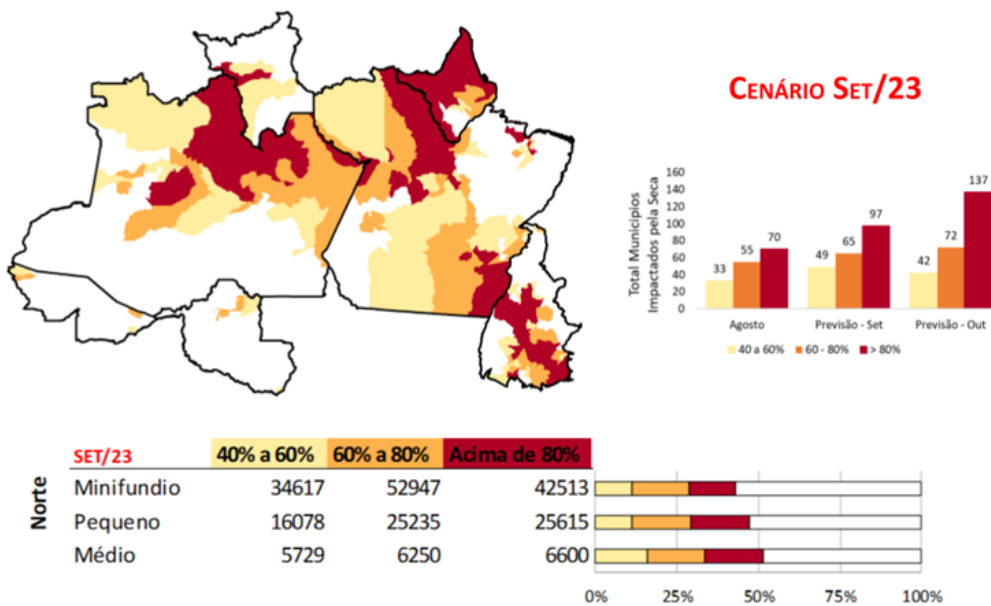 CENÁRIO SET/23
Total Municipios
Impactados pela Seca
160
140
120
100
80
60
40
20
0
33
55
70
49
65
97
42
72
137
Agosto
Previsão - Set
Previsão - Out
40 a 60%
60 - 80%
> 80%
Norte
SET/23 40% a 60% 60% a 80% Acima de 80%
Minifundio 34617 52947 42513
Pequeno 16078 25235 25615
Médio 5729 6250 6600
0% 25% 50% 75% 100%